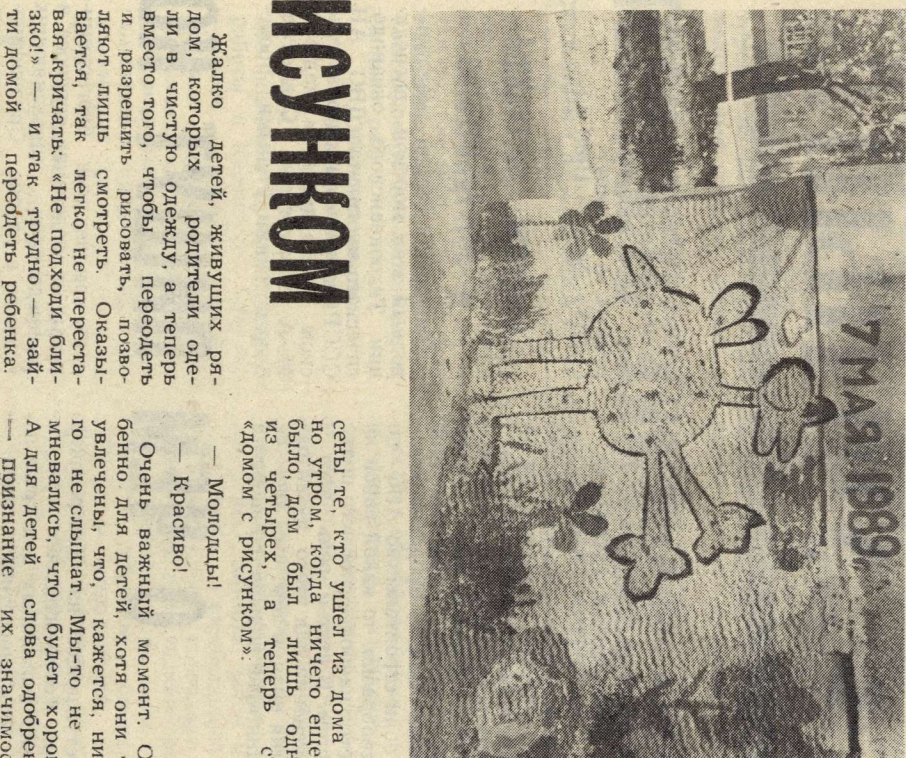 7 МАЯ 1989
ИСУНКОМ
Жалко детей, живущих ря-
дом, которых родители оде-
ли в чистую одежду, а теперь
вместо того, чтобы переодеть
и разрешить рисовать, позво-
ляют лишь смотреть. Оказы-
вается, так легко не переста-
вая кричать: «Не подходи бли-
зко!» — и так трудно — зай-
ти домой переодеть ребенка.
сены те, кто ушел из дома
но утром, когда ничего еще
было, дом был лишь одн
из четырех, а теперь с
«домом с рисунком»:
— Молодцы!
— Красиво!
Очень важный момент. О
бенно для детей, хотя они
увлечены, что, кажется, ни
го не слышат. Мы-то не
мневались, что будет хоро
А для детей слова одобрен
— признание их значимос